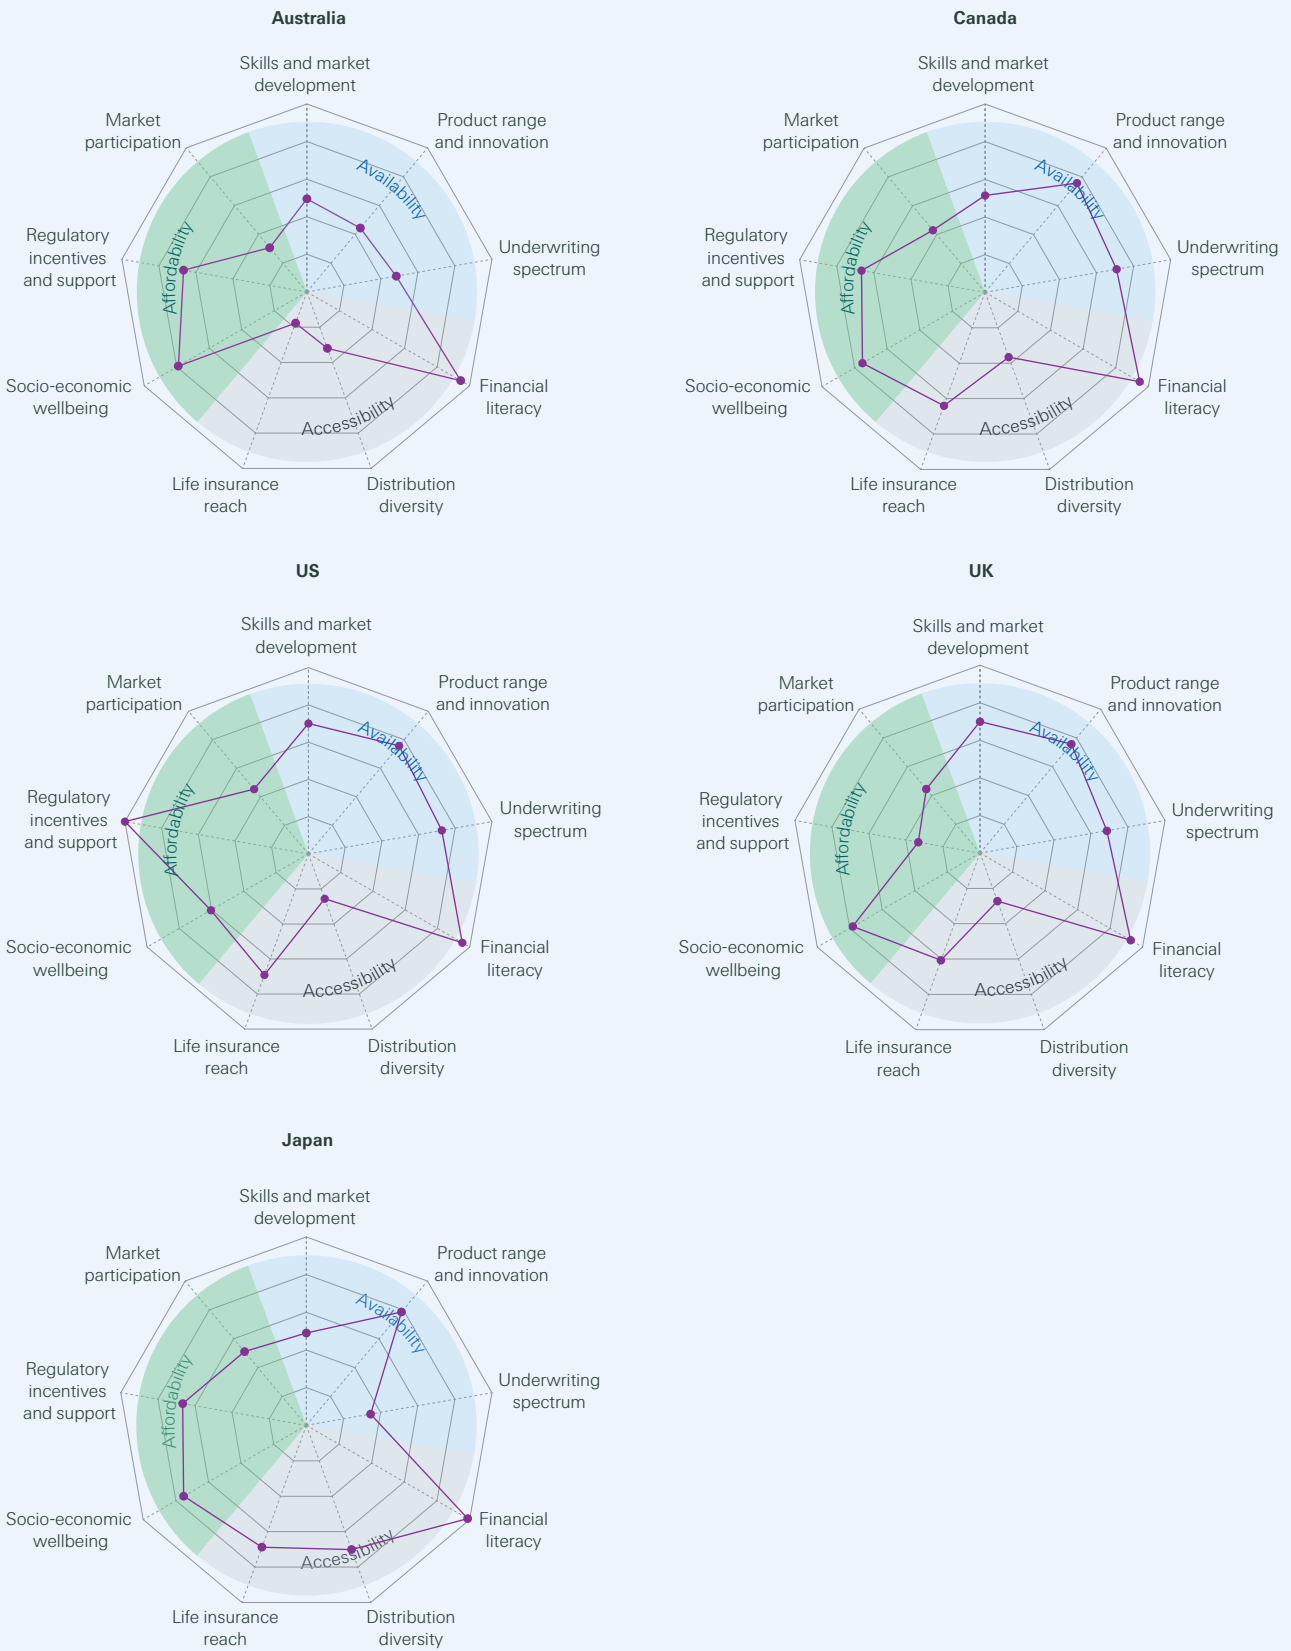 Australia
Skills and market
development
Product range
and innovation
Underwriting
spectrum
Financial
literacy
Distribution
diversity
Life insurance
reach
Socio-economic
wellbeing
Regulatory
incentives
and support
Market
participation
Availability
Accessibility
Affordability
Canada
Skills and market
development
Product range
and innovation
Underwriting
spectrum
Financial
literacy
Distribution
diversity
Life insurance
reach
Socio-economic
wellbeing
Regulatory
incentives
and support
Market
participation
Availability
Accessibility
Affordability
US
Skills and market
development
Product range
and innovation
Underwriting
spectrum
Financial
literacy
Distribution
diversity
Life insurance
reach
Socio-economic
wellbeing
Regulatory
incentives
and support
Market
participation
Availability
Accessibility
Affordability
UK
Skills and market
development
Product range
and innovation
Underwriting
spectrum
Financial
literacy
Distribution
diversity
Life insurance
reach
Socio-economic
wellbeing
Regulatory
incentives
and support
Market
participation
Availability
Accessibility
Affordability
Japan
Skills and market
development
Product range
and innovation
Underwriting
spectrum
Financial
literacy
Distribution
diversity
Life insurance
reach
Socio-economic
wellbeing
Regulatory
incentives
and support
Market
participation
Availability
Accessibility
Affordability